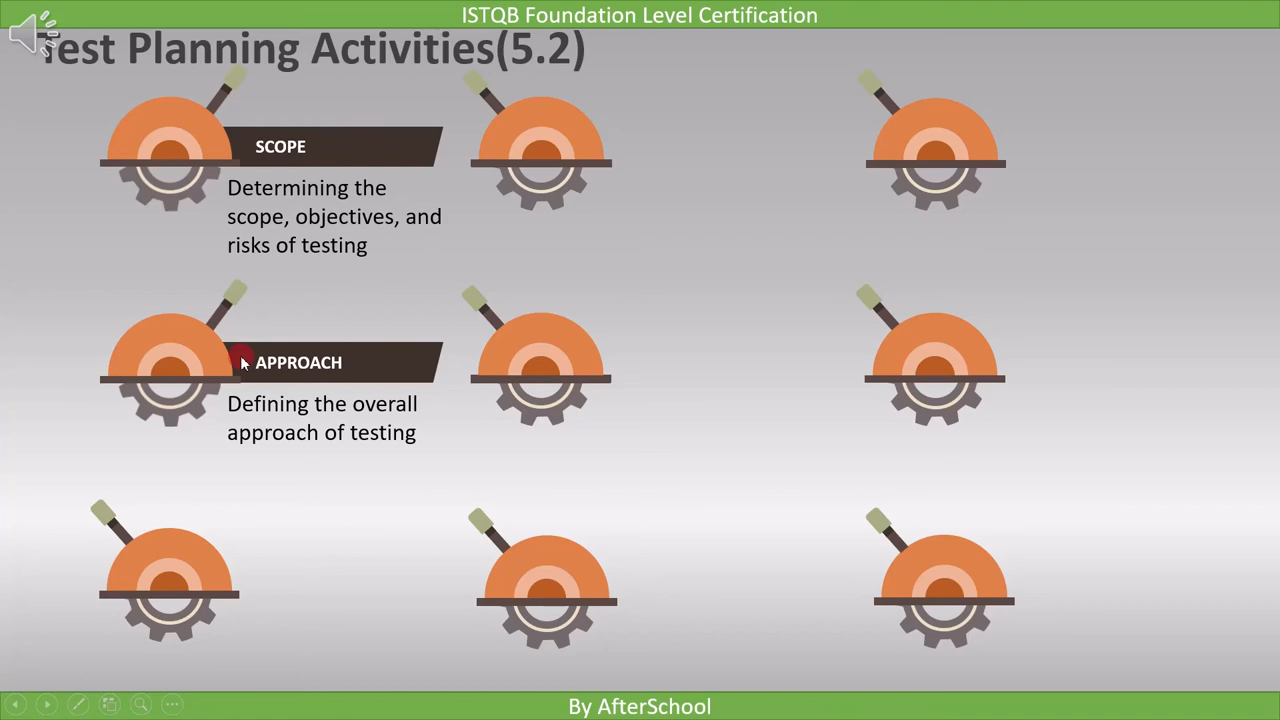 ISTQB Foundation Level Certification
Test Planning Activities(5.2)
SCOPE
Determining the
scope, objectives, and
risks of testing
APPROACH
Defining the overall
approach of testing
By AfterSchool